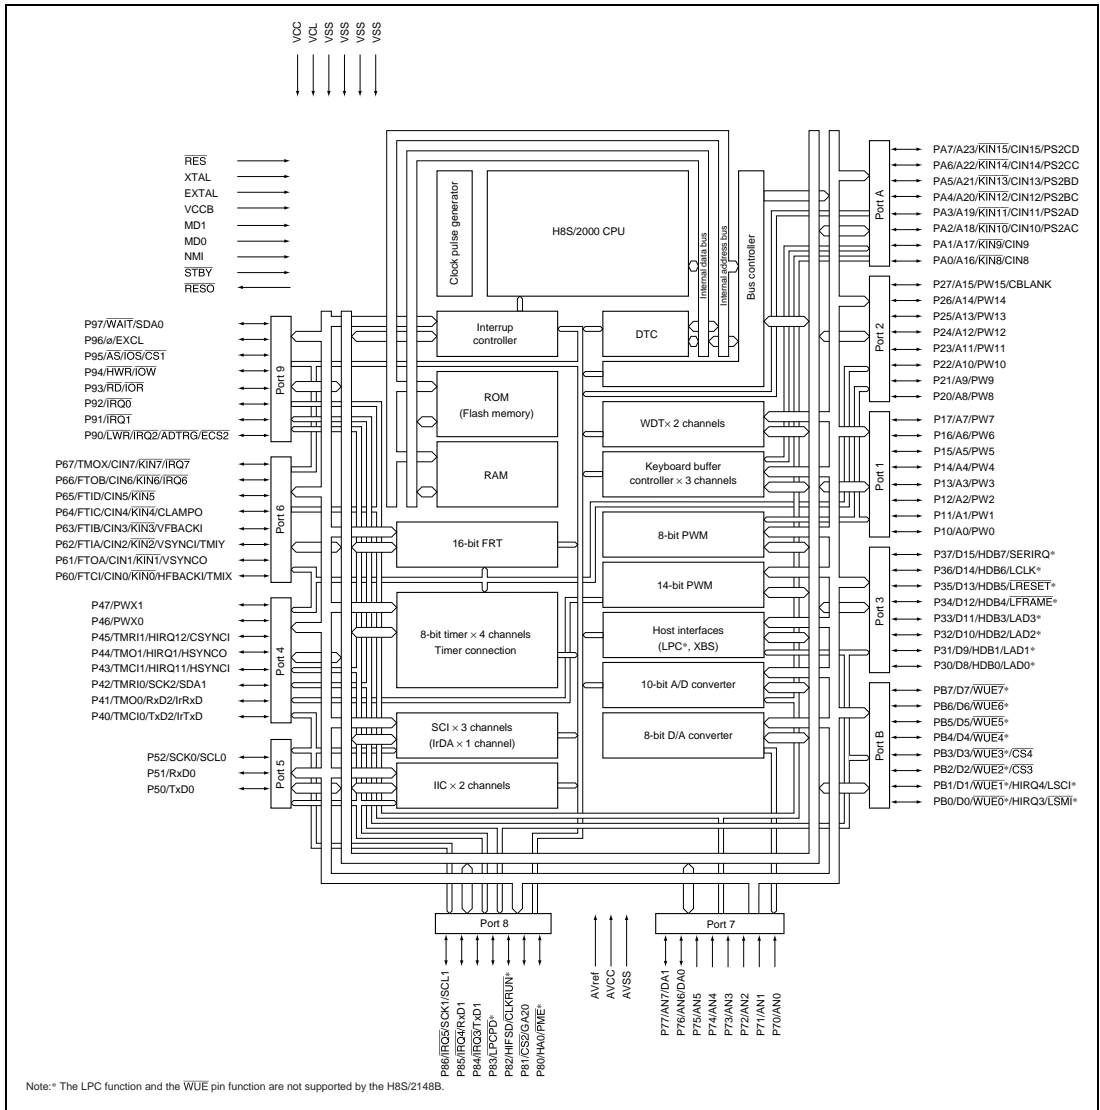 VCC
VCL
VSS
VSS
VSS
VSS
RES
XTAL
EXTAL
VCCB
MD1
MD0
NMI
STBY
RESO
Clock pulse generator
H8S/2000 CPU
Internal data bus
Internal address bus
Bus controller
Interrup
controller
DTC
ROM
(Flash memory)
RAM
WDT× 2 channels
Keyboard buffer
controller × 3 channels
16-bit FRT
8-bit PWM
14-bit PWM
8-bit timer × 4 channels
Timer connection
Host interfaces
(LPC*, XBS)
10-bit A/D converter
SCI × 3 channels
(IrDA × 1 channel)
8-bit D/A converter
IIC × 2 channels
P97/WAIT/SDA0
P96/ø/EXCL
P95/AS/IOS/CS1
P94/HWR/IOW
P93/RD/IOR
P92/IRQ0
P91/IRQ1
P90/LWR/IRQ2/ADTRG/ECS2
Port 9
P67/TMOX/CIN7/KIN7/IRQ7
P66/FTOB/CIN6/KIN6/IRQ6
P65/FTID/CIN5/KIN5
P64/FTIC/CIN4/KIN4/CLAMPO
P63/FTIB/CIN3/KIN3/VFBACKI
P62/FTIA/CIN2/KIN2/VSYNCI/TMIY
P61/FTOA/CIN1/KIN1/VSYNCO
P60/FTCI/CIN0/KIN0/HFBACKI/TMIX
Port 6
P47/PWX1
P46/PWX0
P45/TMRI1/HIRQ12/CSYNCI
P44/TMO1/HIRQ1/HSYNCO
P43/TMCI1/HIRQ11/HSYNCI
P42/TMRI0/SCK2/SDA1
P41/TMO0/RxD2/IrRxD
P40/TMCI0/TxD2/IrTxD
Port 4
P52/SCK0/SCL0
P51/RxD0
P50/TxD0
Port 5
Port A
PA7/A23/KIN15/CIN15/PS2CD
PA6/A22/KIN14/CIN14/PS2CC
PA5/A21/KIN13/CIN13/PS2BD
PA4/A20/KIN12/CIN12/PS2BC
PA3/A19/KIN11/CIN11/PS2AD
PA2/A18/KIN10/CIN10/PS2AC
PA1/A17/KIN9/CIN9
PA0/A16/KIN8/CIN8
Port 2
P27/A15/PW15/CBLANK
P26/A14/PW14
P25/A13/PW13
P24/A12/PW12
P23/A11/PW11
P22/A10/PW10
P21/A9/PW9
P20/A8/PW8
Port 1
P17/A7/PW7
P16/A6/PW6
P15/A5/PW5
P14/A4/PW4
P13/A3/PW3
P12/A2/PW2
P11/A1/PW1
P10/A0/PW0
Port 3
P37/D15/HDB7/SERIRQ*
P36/D14/HDB6/LCLK*
P35/D13/HDB5/LRESET*
P34/D12/HDB4/LFRAME*
P33/D11/HDB3/LAD3*
P32/D10/HDB2/LAD2*
P31/D9/HDB1/LAD1*
P30/D8/HDB0/LAD0*
Port B
PB7/D7/WUE7*
PB6/D6/WUE6*
PB5/D5/WUE5*
PB4/D4/WUE4*
PB3/D3/WUE3*/CS4
PB2/D2/WUE2*/CS3
PB1/D1/WUE1*/HIRQ4/LSCI*
PB0/D0/WUE0*/HIRQ3/LSMI*
Port 8
P86/IRQ5/SCK1/SCL1
P85/IRQ4/RxD1
P84/IRQ3/TxD1
P83/LPCPD*
P82/HIFSD/CLKRUN*
P81/CS2/GA20
P80/HA0/PME*
AVref
AVCC
AVSS
Port 7
P77/AN7/DA1
P76/AN6/DA0
P75/AN5
P74/AN4
P73/AN3
P72/AN2
P71/AN1
P70/AN0
Note:* The LPC function and the WUE pin function are not supported by the H8S/2148B.